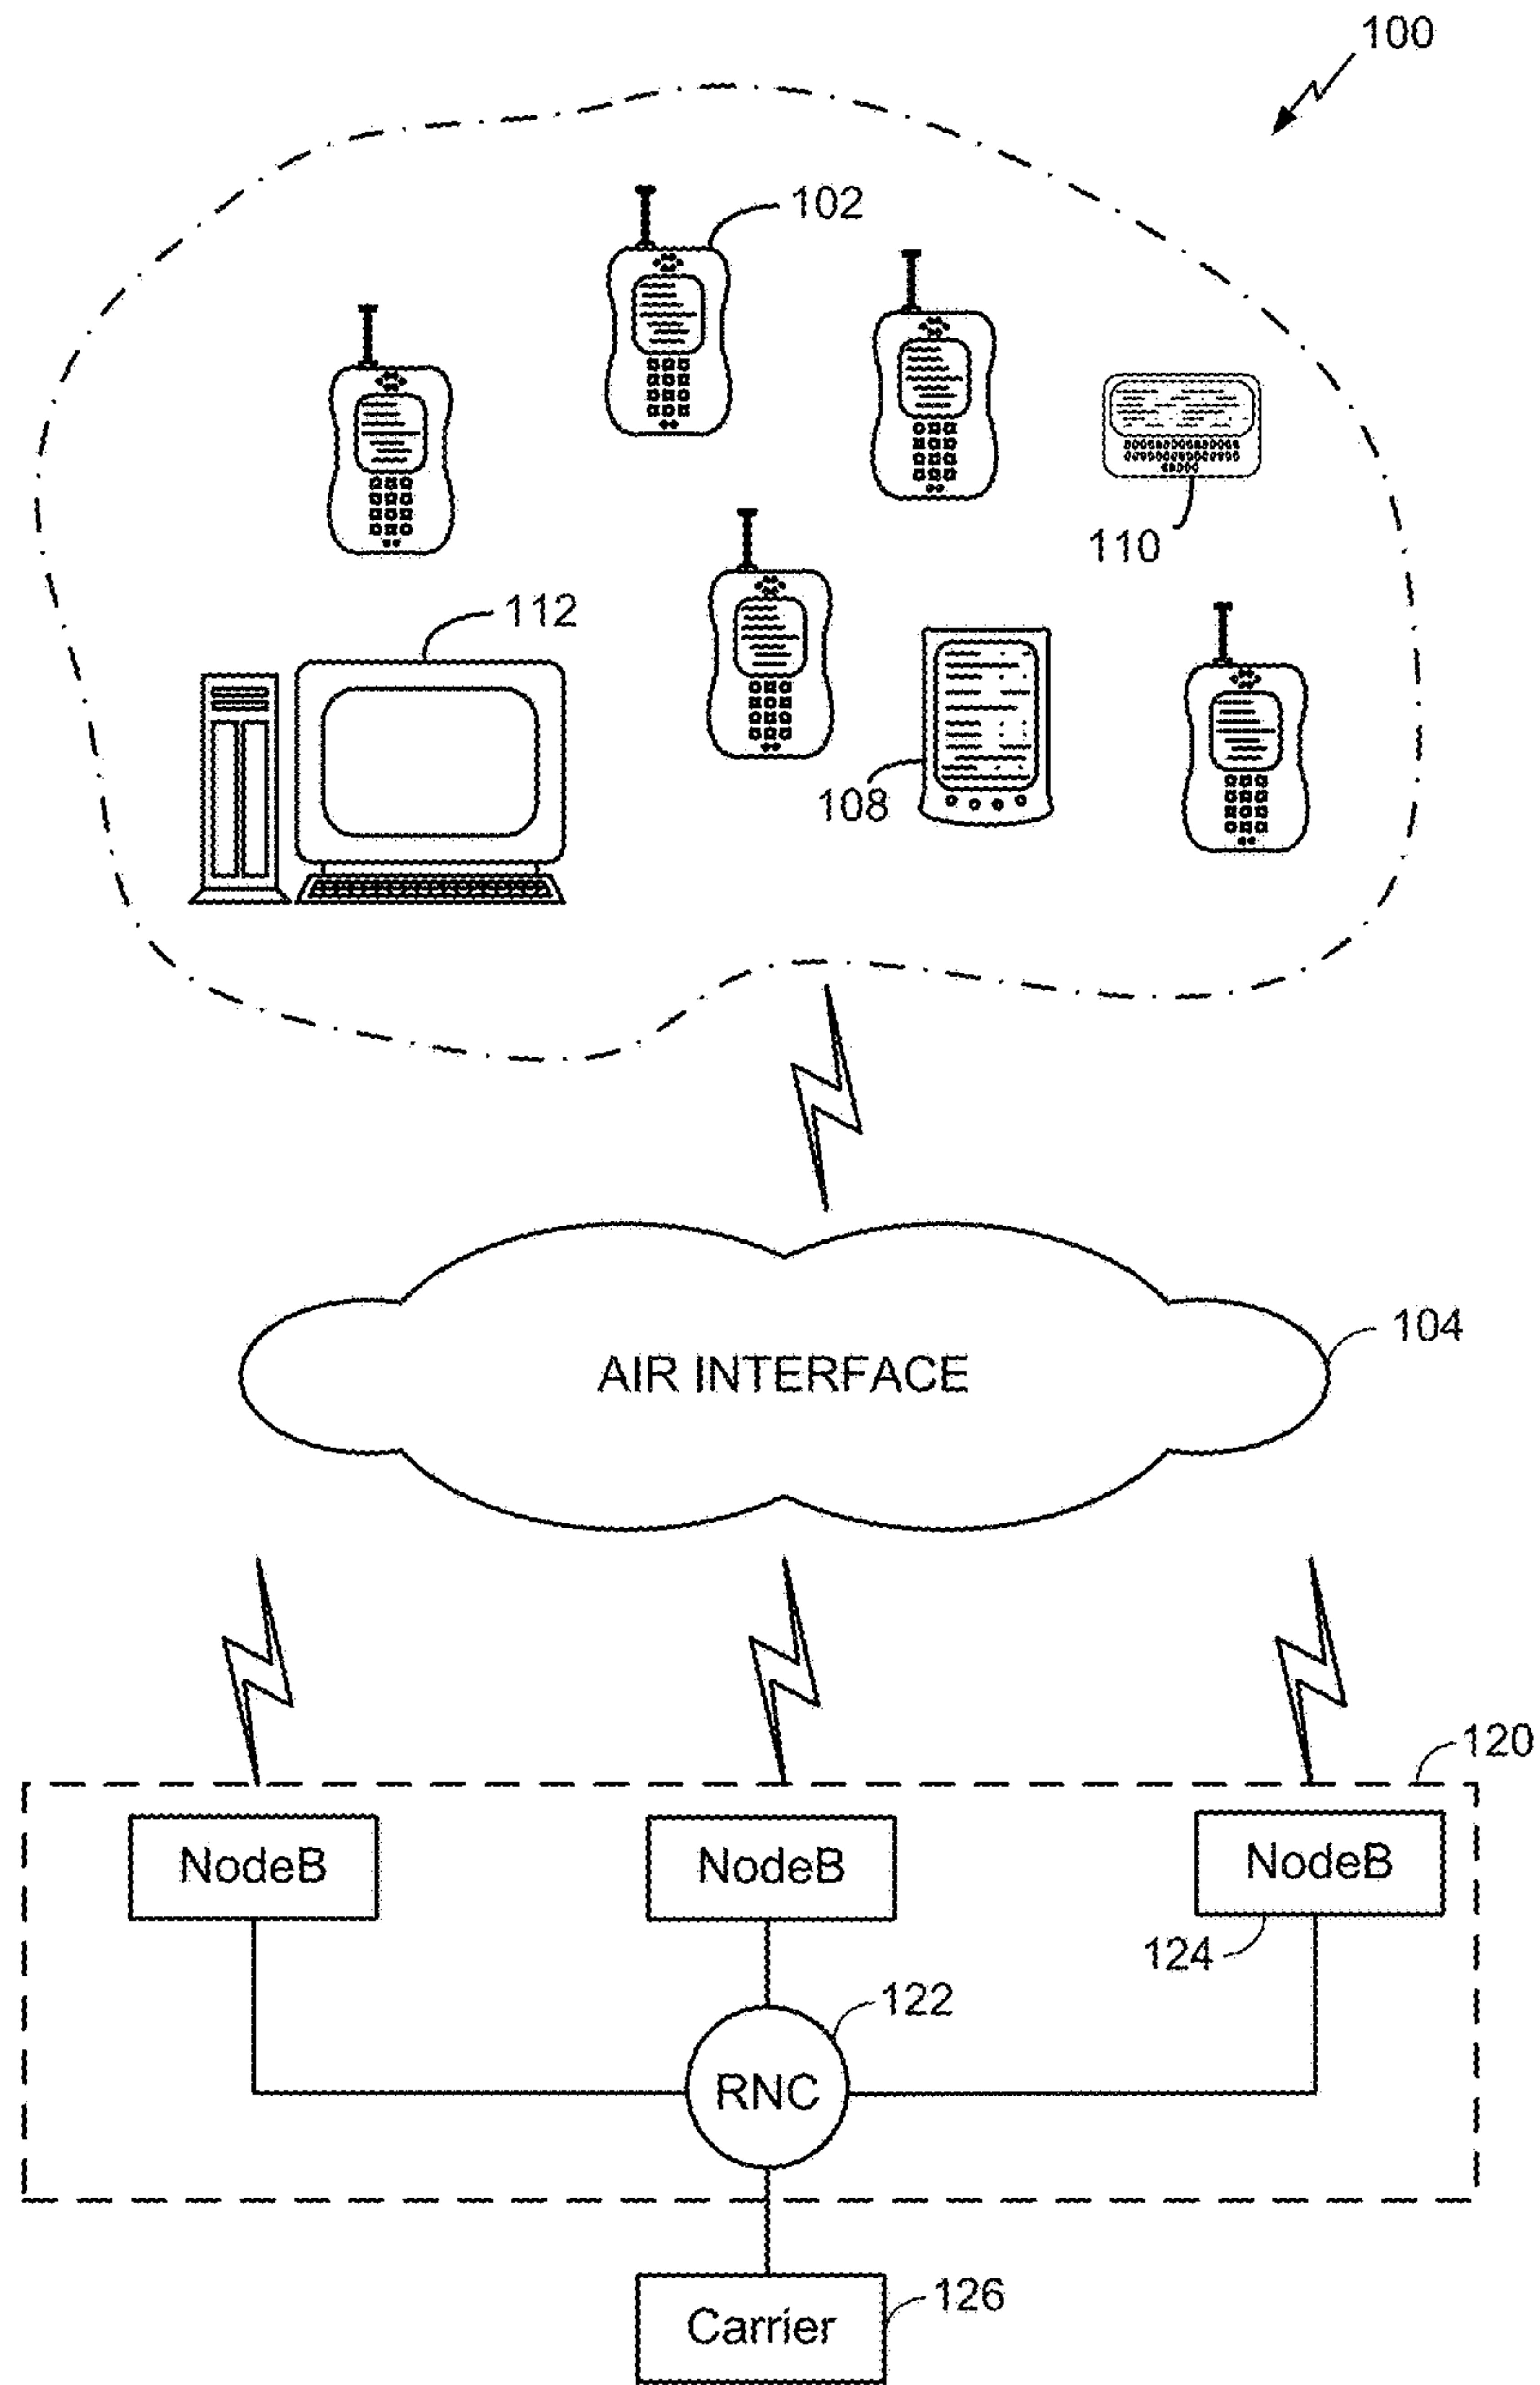 100
102
110
112
108
104
AIR INTERFACE
120
NodeB
NodeB
NodeB
124
122
RNC
126
Carrier